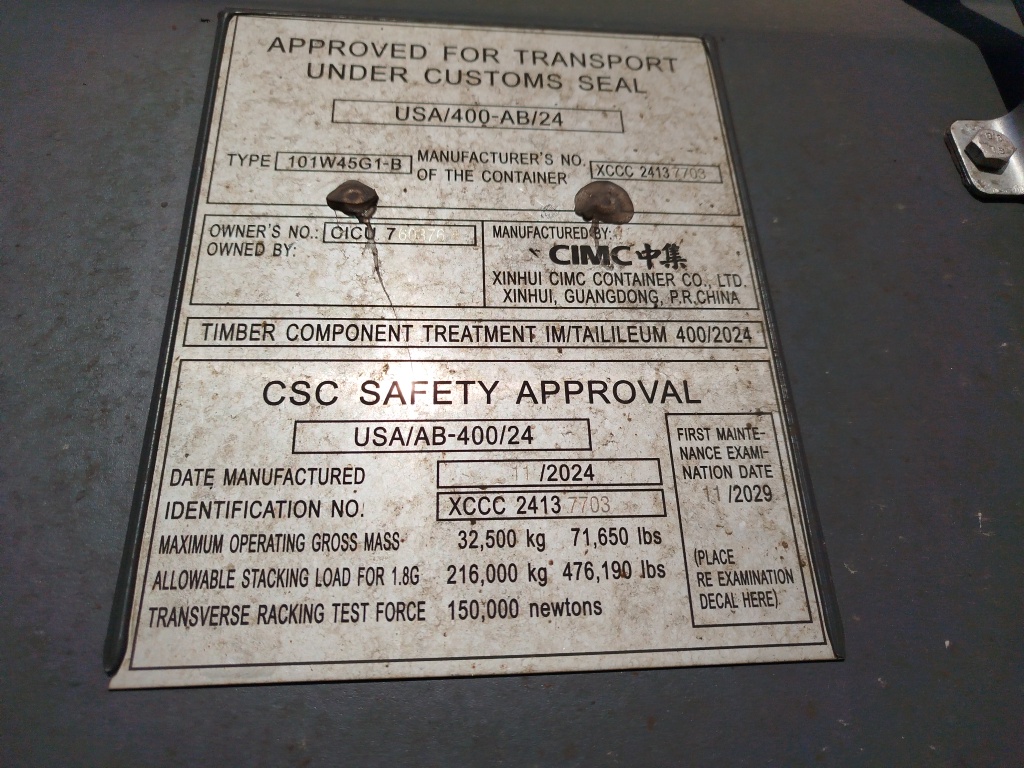 APPROVED FOR TRANSPORT
UNDER CUSTOMS SEAL
USA/400-AB/24
TYPE 101W45G1-B MANUFACTURER'S NO. OF THE CONTAINER XCCC 2413 7703
OWNER'S NO.: CICU 7
OWNED BY:
MANUFACTURED BY:
CIMC 中集
XINHUI CIMC CONTAINER CO., LTD.
XINHUI, GUANGDONG, P.R.CHINA
TIMBER COMPONENT TREATMENT IM/TAILILEUM 400/2024
CSC SAFETY APPROVAL
USA/AB-400/24
DATE MANUFACTURED 11/2024
IDENTIFICATION NO. XCCC 2413 7703
MAXIMUM OPERATING GROSS MASS 32,500 kg 71,650 lbs
ALLOWABLE STACKING LOAD FOR 1.8G 216,000 kg 476,190 lbs
TRANSVERSE RACKING TEST FORCE 150,000 newtons
FIRST MAINTE-
NANCE EXAMI-
NATION DATE
11/2029
(PLACE
RE EXAMINATION
DECAL HERE)